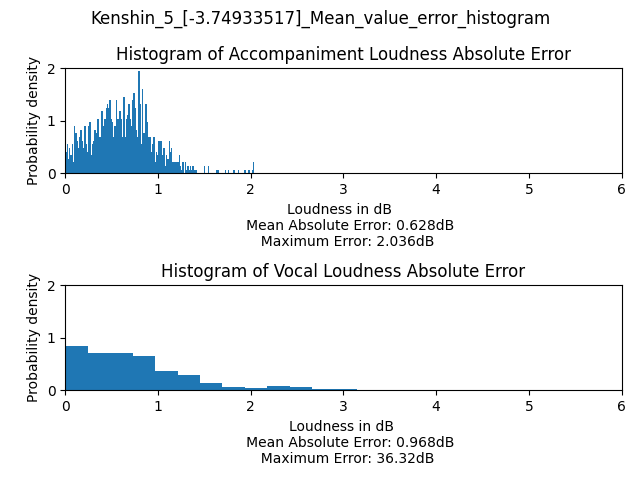 Kenshin_5_[-3.74933517]_Mean_value_error_histogram
Histogram of Accompaniment Loudness Absolute Error
Probability density
2
1
0
0 1 2 3 4 5 6
Loudness in dB
Mean Absolute Error: 0.628dB
Maximum Error: 2.036dB
Histogram of Vocal Loudness Absolute Error
Probability density
2
1
0
0 1 2 3 4 5 6
Loudness in dB
Mean Absolute Error: 0.968dB
Maximum Error: 36.32dB